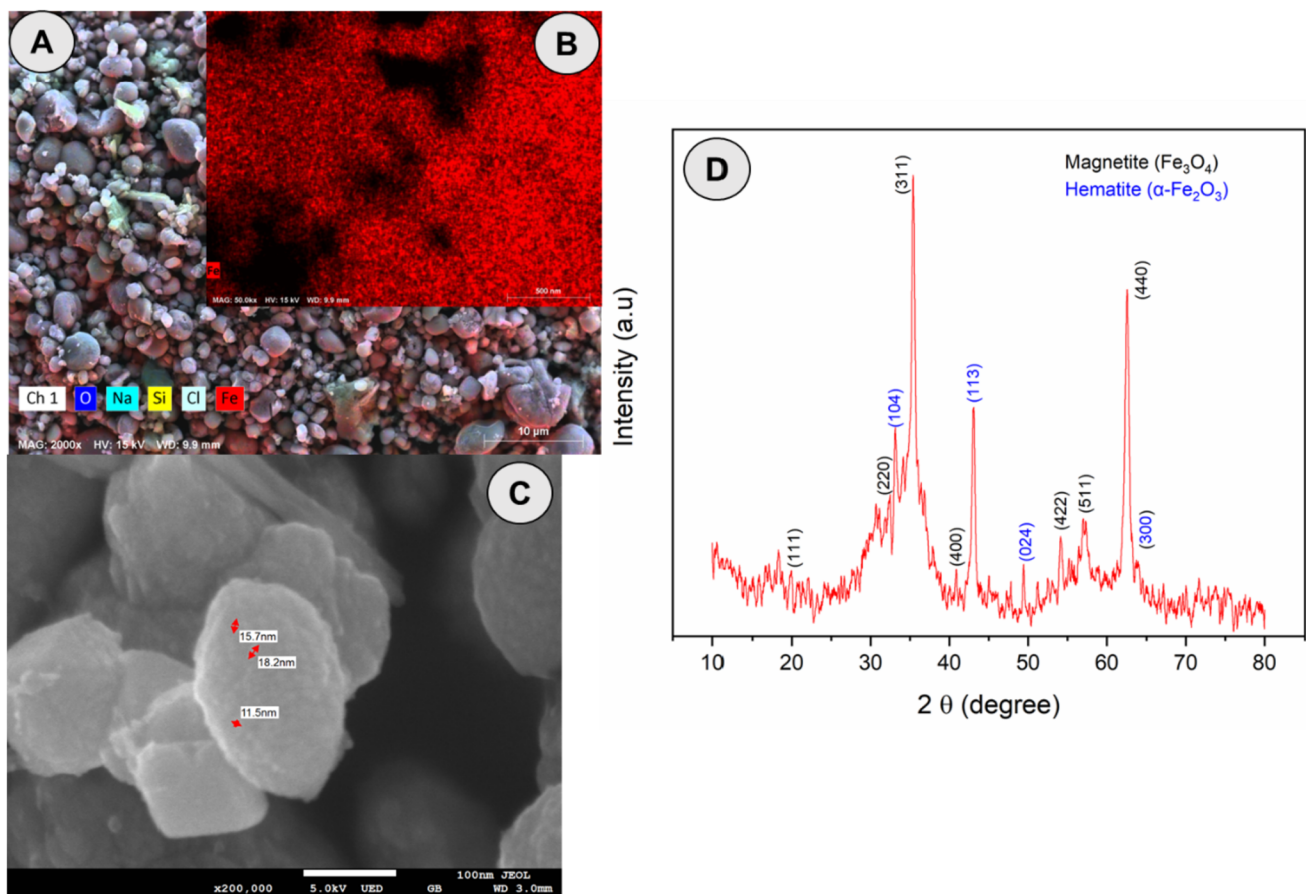 A
B
Fe
MAG: 50.0kx HV: 15 kV WD: 9.9 mm
500 nm
Ch 1 O Na Si Cl Fe
MAG: 2000x HV: 15 kV WD: 9.9 mm
10 µm
C
15.7nm
18.2nm
11.5nm
100nm JEOL
x200,000 5.0kV UED GB WD 3.0mm
D
Magnetite (Fe₃O₄)
Hematite (α-Fe₂O₃)
Intensity (a.u)
(111)
(220)
(104)
(311)
(400)
(113)
(024)
(422)
(511)
(440)
(300)
10 20 30 40 50 60 70 80
2 θ (degree)